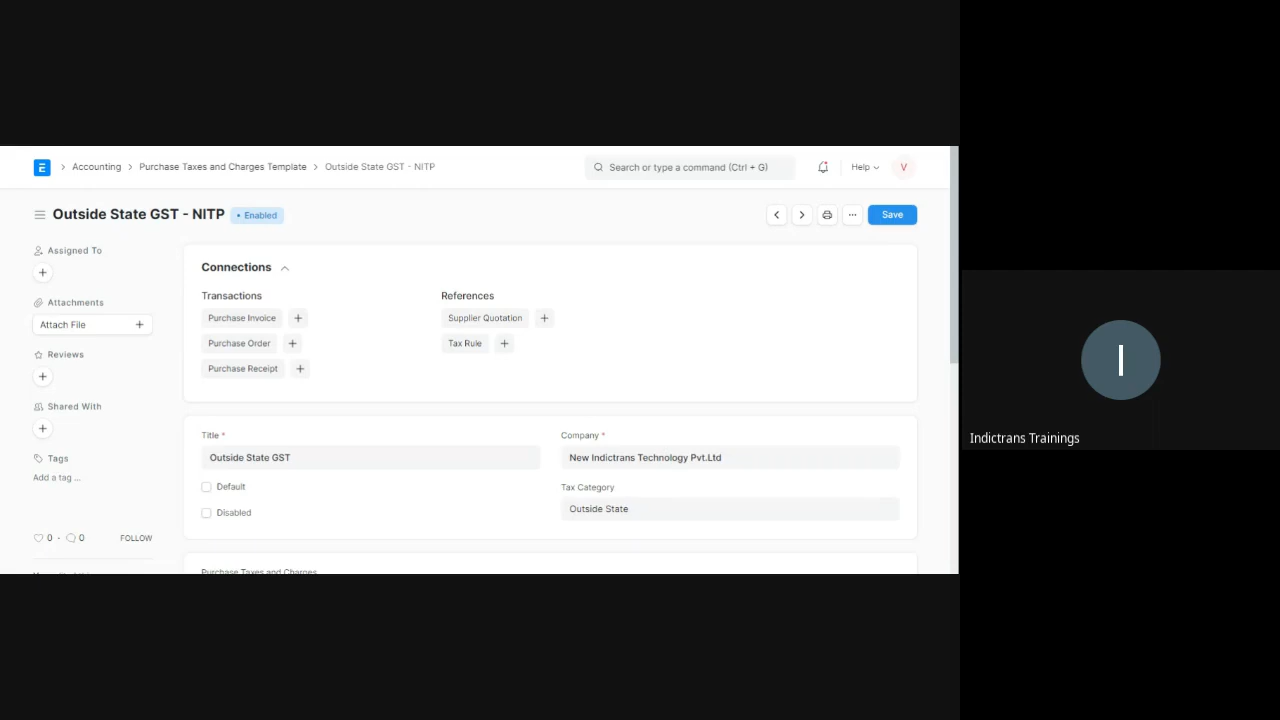 E > Accounting > Purchase Taxes and Charges Template > Outside State GST - NITP
Search or type a command (Ctrl + G)
Help
V
Outside State GST - NITP
• Enabled
...
Save
Assigned To
+
Attachments
Attach File +
Reviews
+
Shared With
+
Tags
Add a tag ...
0 · 0 FOLLOW
Connections
Transactions
Purchase Invoice +
Purchase Order +
Purchase Receipt +
References
Supplier Quotation +
Tax Rule +
Title *
Outside State GST
Default
Disabled
Company *
New Indictrans Technology Pvt.Ltd
Tax Category
Outside State
Purchase Taxes and Charges
I
Indictrans Trainings